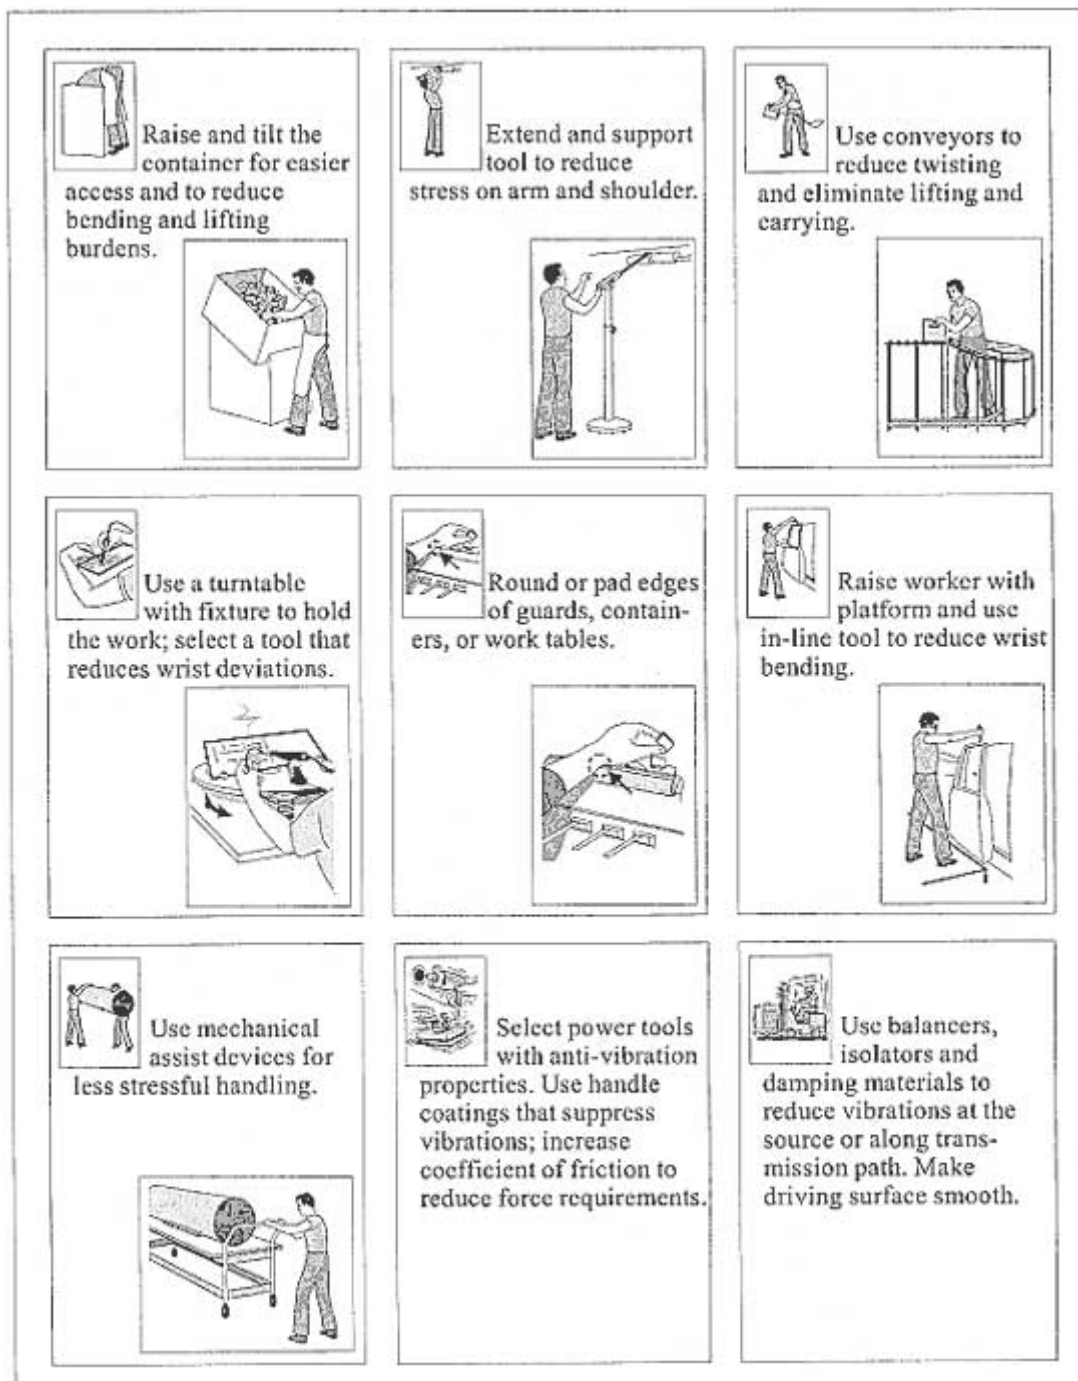 Raise and tilt the
container for easier
access and to reduce
bending and lifting
burdens.
Extend and support
tool to reduce
stress on arm and shoulder.
Use conveyors to
reduce twisting
and eliminate lifting and
carrying.
Use a turntable
with fixture to hold
the work; select a tool that
reduces wrist deviations.
Round or pad edges
of guards, contain-
ers, or work tables.
Raise worker with
platform and use
in-line tool to reduce wrist
bending.
Use mechanical
assist devices for
less stressful handling.
Select power tools
with anti-vibration
properties. Use handle
coatings that suppress
vibrations; increase
coefficient of friction to
reduce force requirements.
Use balancers,
isolators and
damping materials to
reduce vibrations at the
source or along trans-
mission path. Make
driving surface smooth.